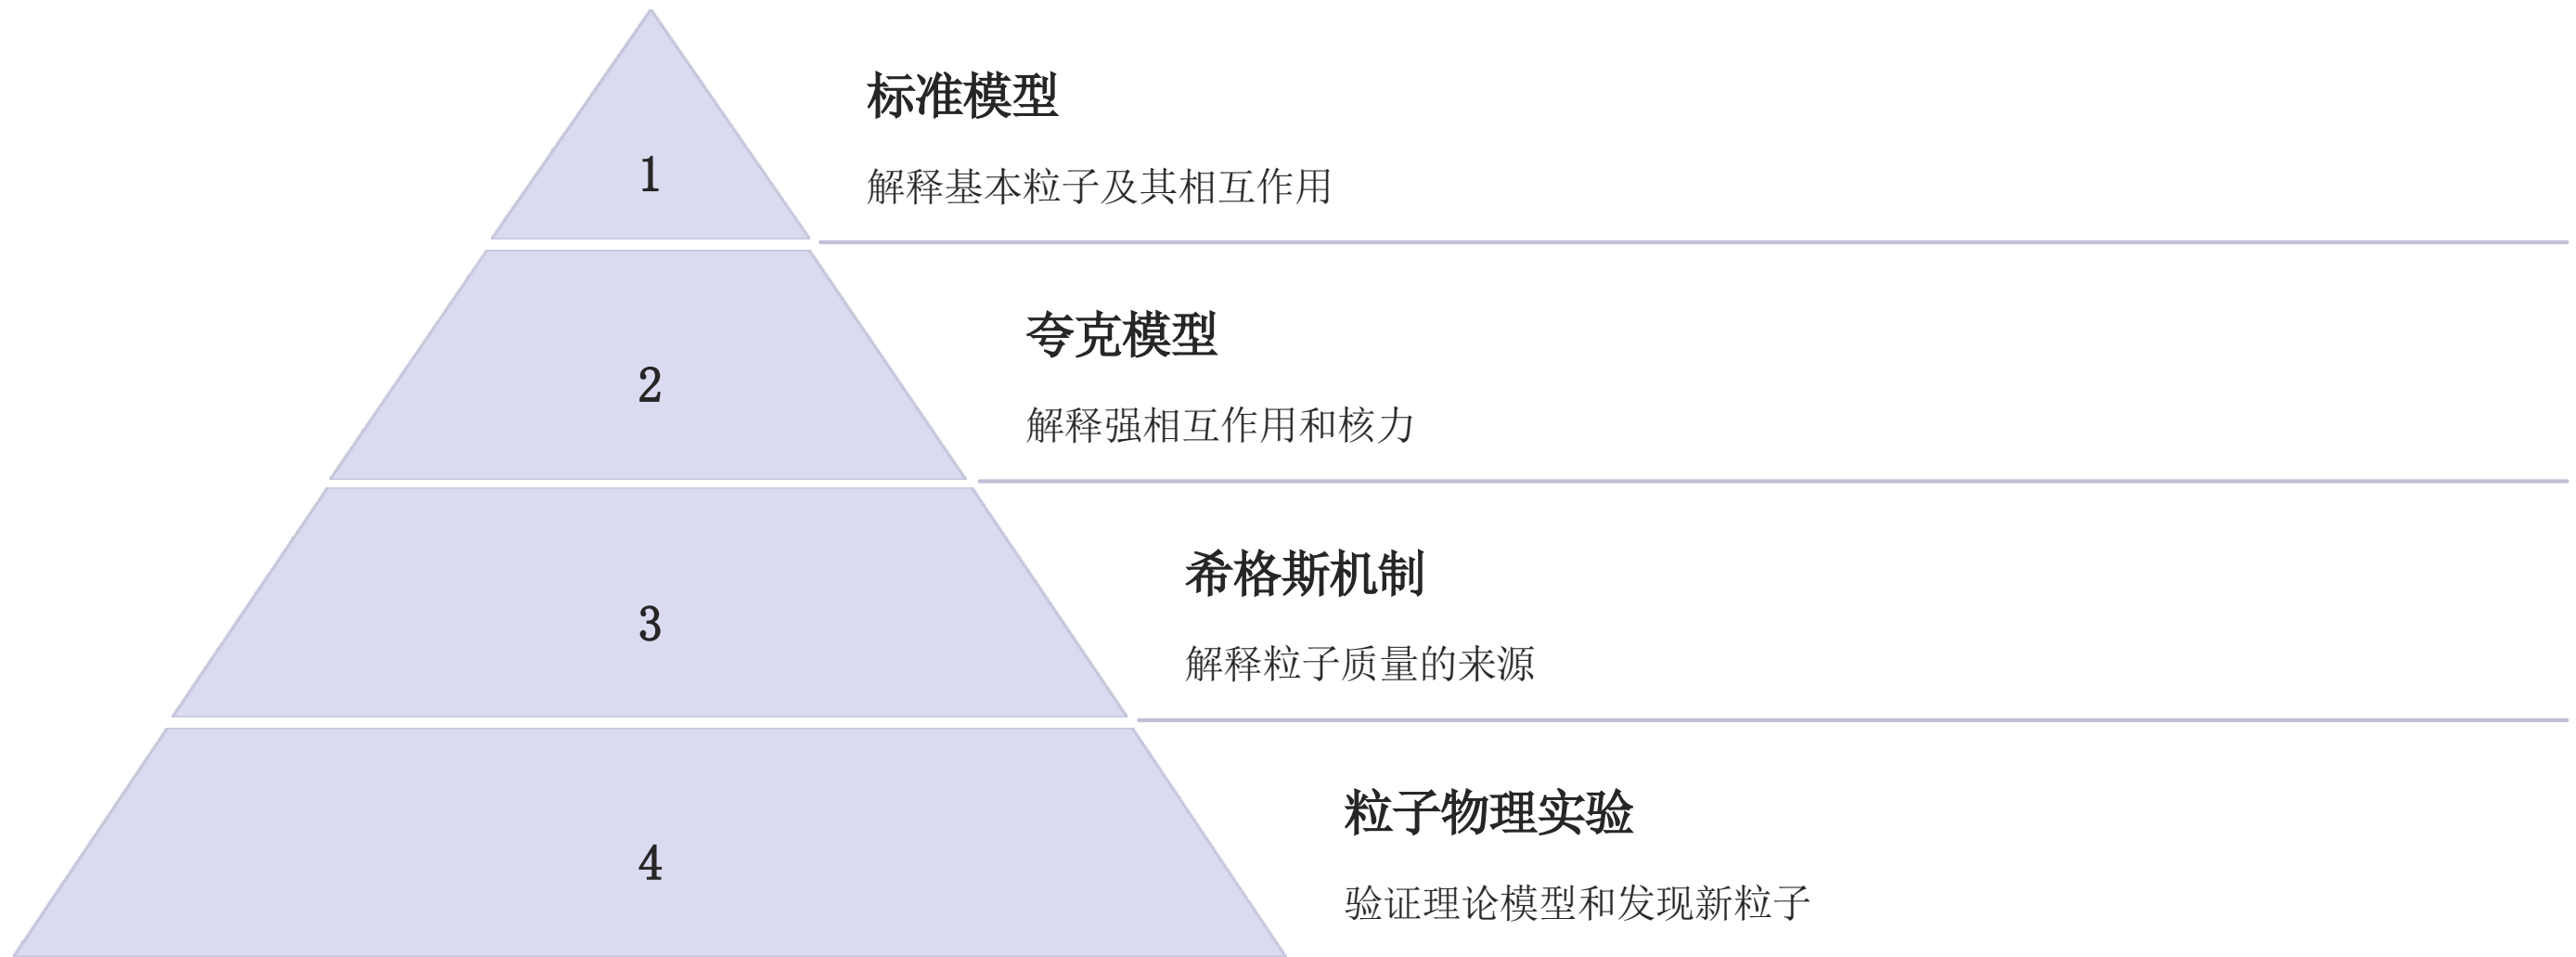 标准模型
1
解释基本粒子及其相互作用
夸克模型
2
解释强相互作用和核力
希格斯机制
3
解释粒子质量的来源
粒子物理实验
4
验证理论模型和发现新粒子